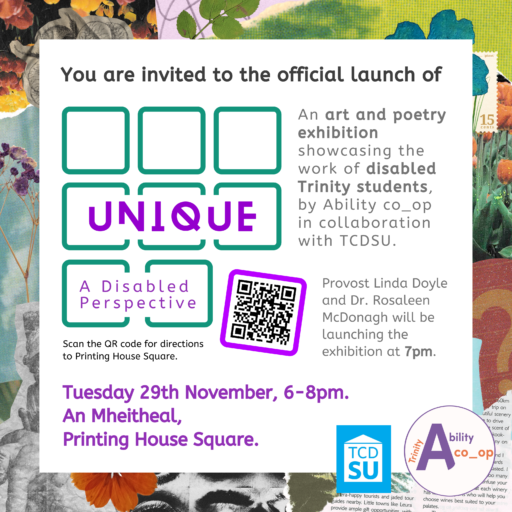 You are invited to the official launch of
UNIQUE
A Disabled
Perspective
An art and poetry
exhibition
showcasing the
work of disabled
Trinity students,
by Ability co_op
in collaboration
with TCDSU.
Scan the QR code for directions
to Printing House Square.
Provost Linda Doyle
and Dr. Rosaleen
McDonagh will be
launching the
exhibition at 7pm.
Tuesday 29th November, 6-8pm.
An Mheitheal,
Printing House Square.
TCD
SU
Trinity
Ability
co_op
15
CENTS